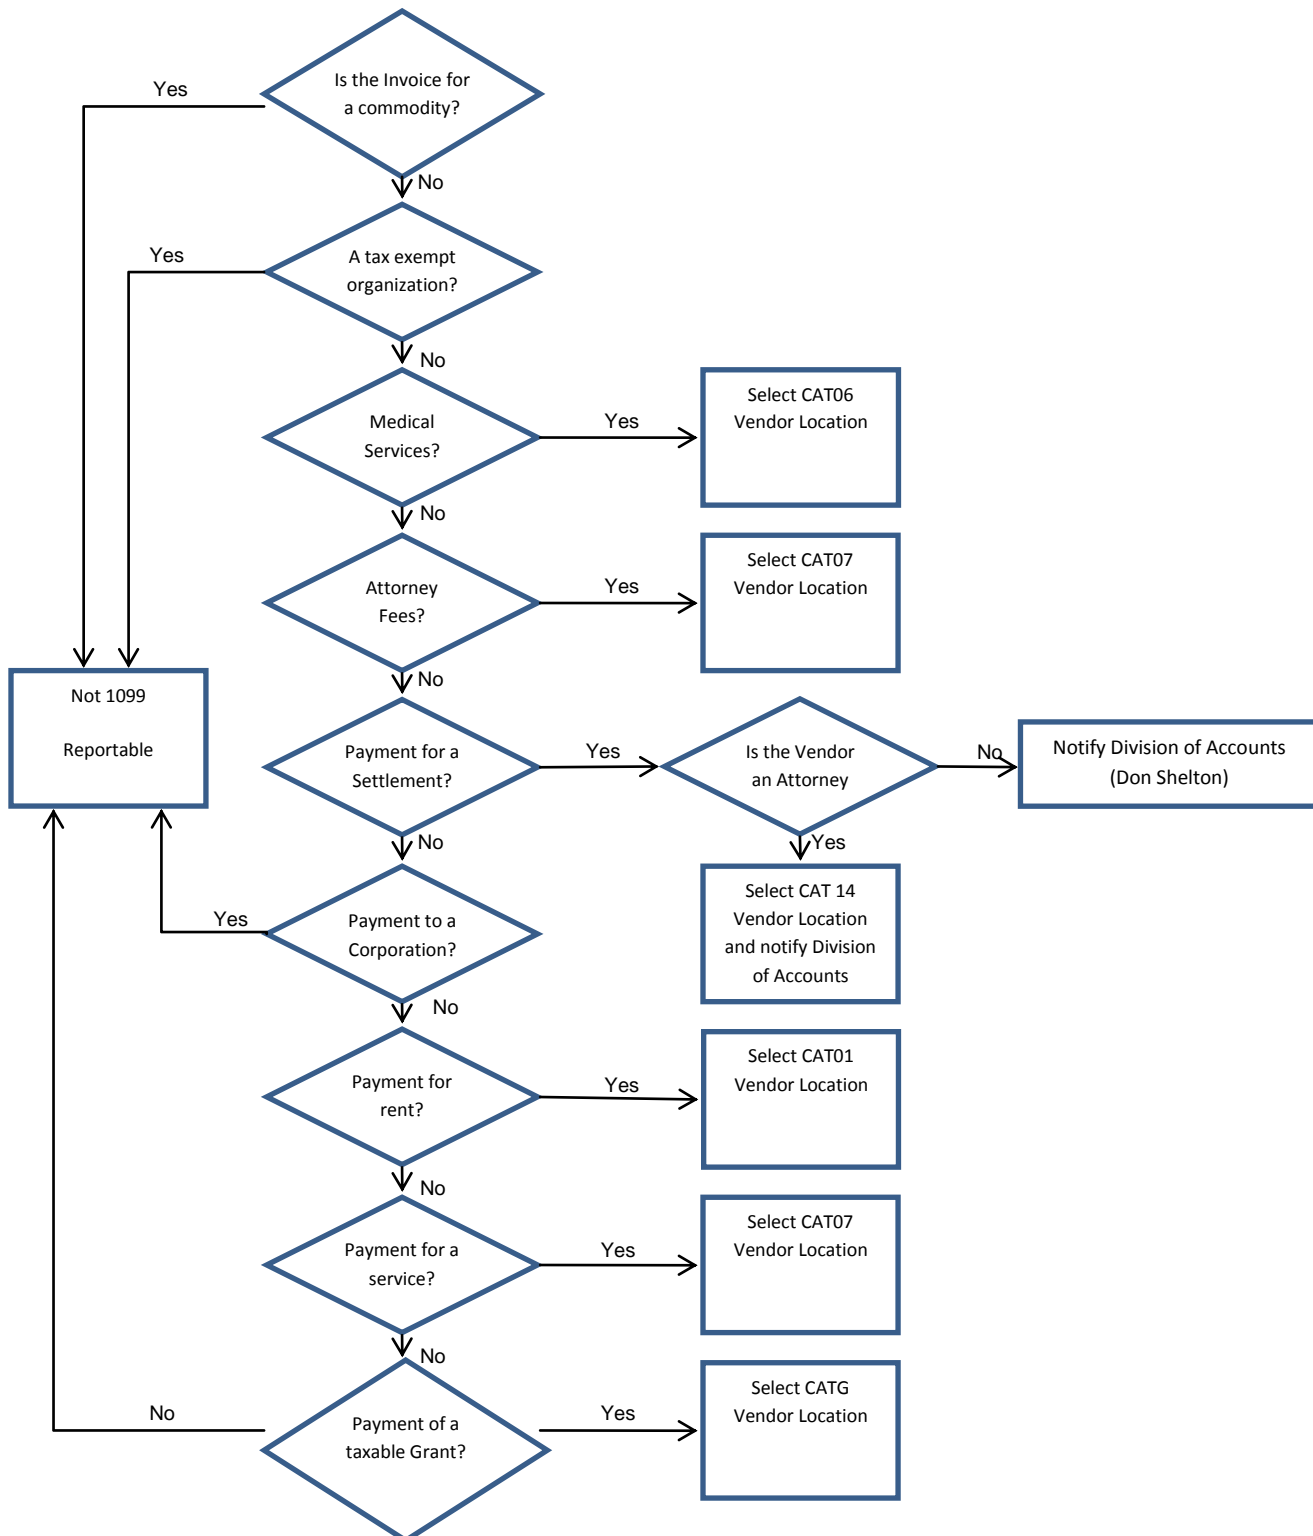 Is the Invoice for
a commodity?
Yes
No
A tax exempt
organization?
Yes
No
Medical
Services?
Yes
Select CAT06
Vendor Location
No
Attorney
Fees?
Yes
Select CAT07
Vendor Location
No
Not 1099
Reportable
Payment for a
Settlement?
Yes
Is the Vendor
an Attorney
No
Notify Division of Accounts
(Don Shelton)
No
Yes
Select CAT 14
Vendor Location
and notify Division
of Accounts
Payment to a
Corporation?
Yes
No
Payment for
rent?
Yes
Select CAT01
Vendor Location
No
Payment for a
service?
Yes
Select CAT07
Vendor Location
No
Payment of a
taxable Grant?
No
Yes
Select CATG
Vendor Location